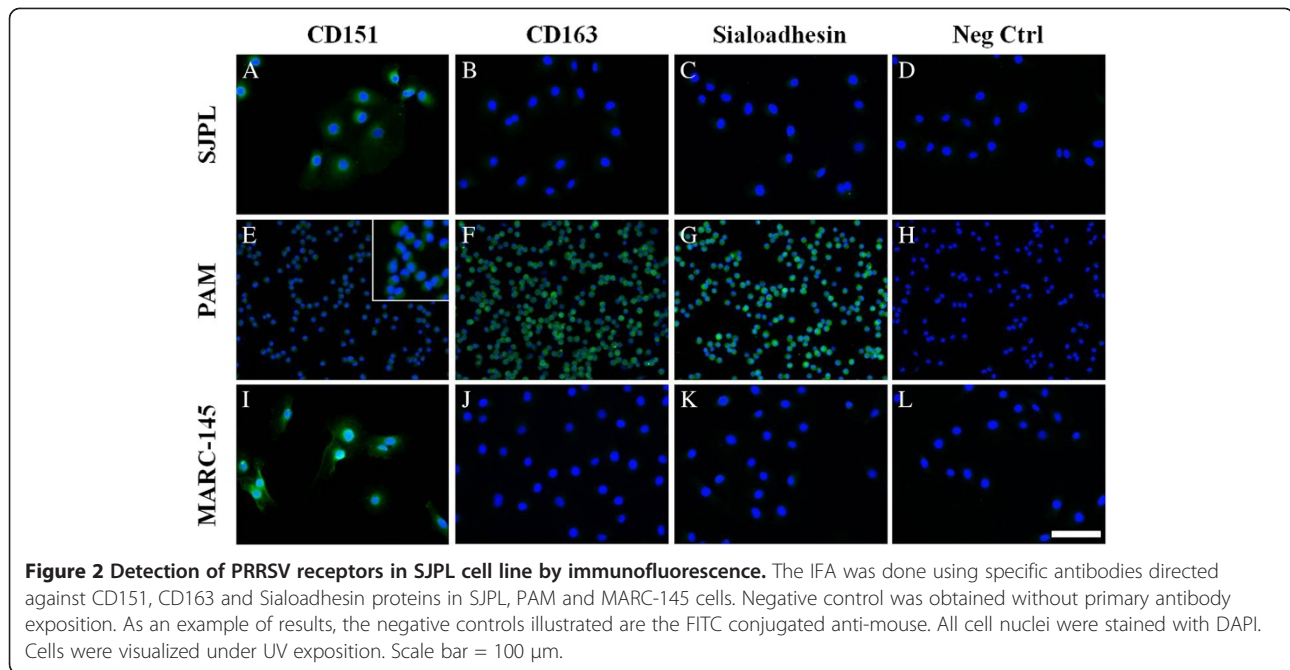 CD151 CD163 Sialoadhesin Neg Ctrl
SJPL
A B C D
PAM
E F G H
MARC-145
I J K L
Figure 2 Detection of PRRSV receptors in SJPL cell line by immunofluorescence. The IFA was done using specific antibodies directed
against CD151, CD163 and Sialoadhesin proteins in SJPL, PAM and MARC-145 cells. Negative control was obtained without primary antibody
exposition. As an example of results, the negative controls illustrated are the FITC conjugated anti-mouse. All cell nuclei were stained with DAPI.
Cells were visualized under UV exposition. Scale bar = 100 μm.